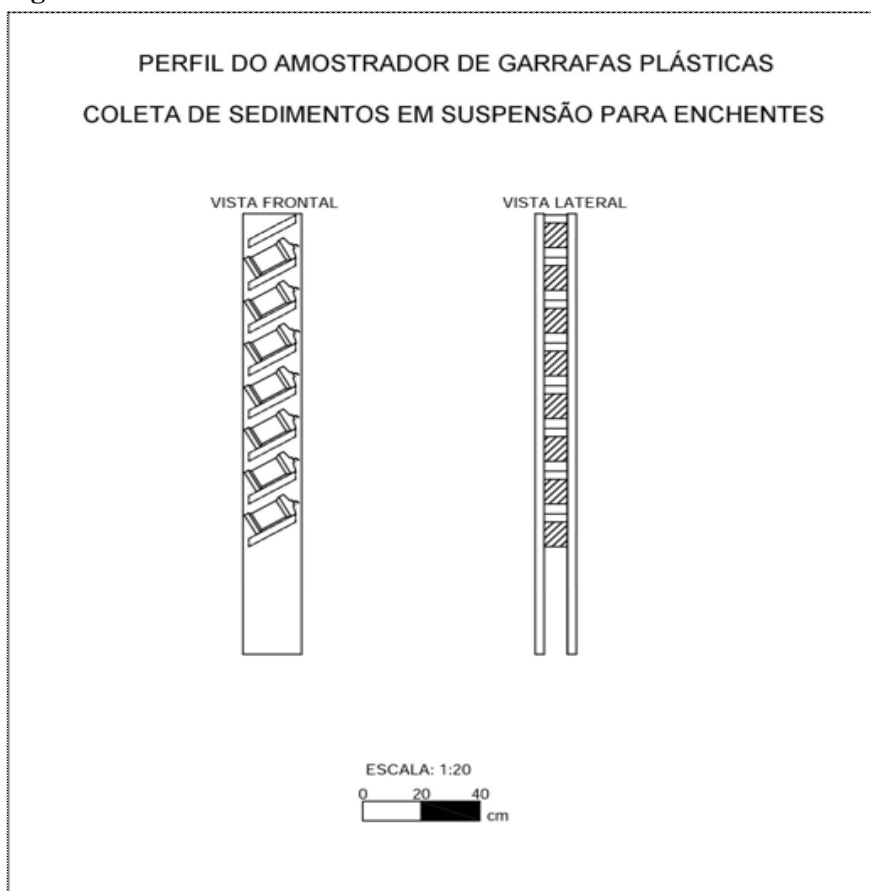 PERFIL DO AMOSTRADOR DE GARRAFAS PLÁSTICAS
COLETA DE SEDIMENTOS EM SUSPENSÃO PARA ENCHENTES
VISTA FRONTAL
VISTA LATERAL
ESCALA: 1:20
0 20 40
cm